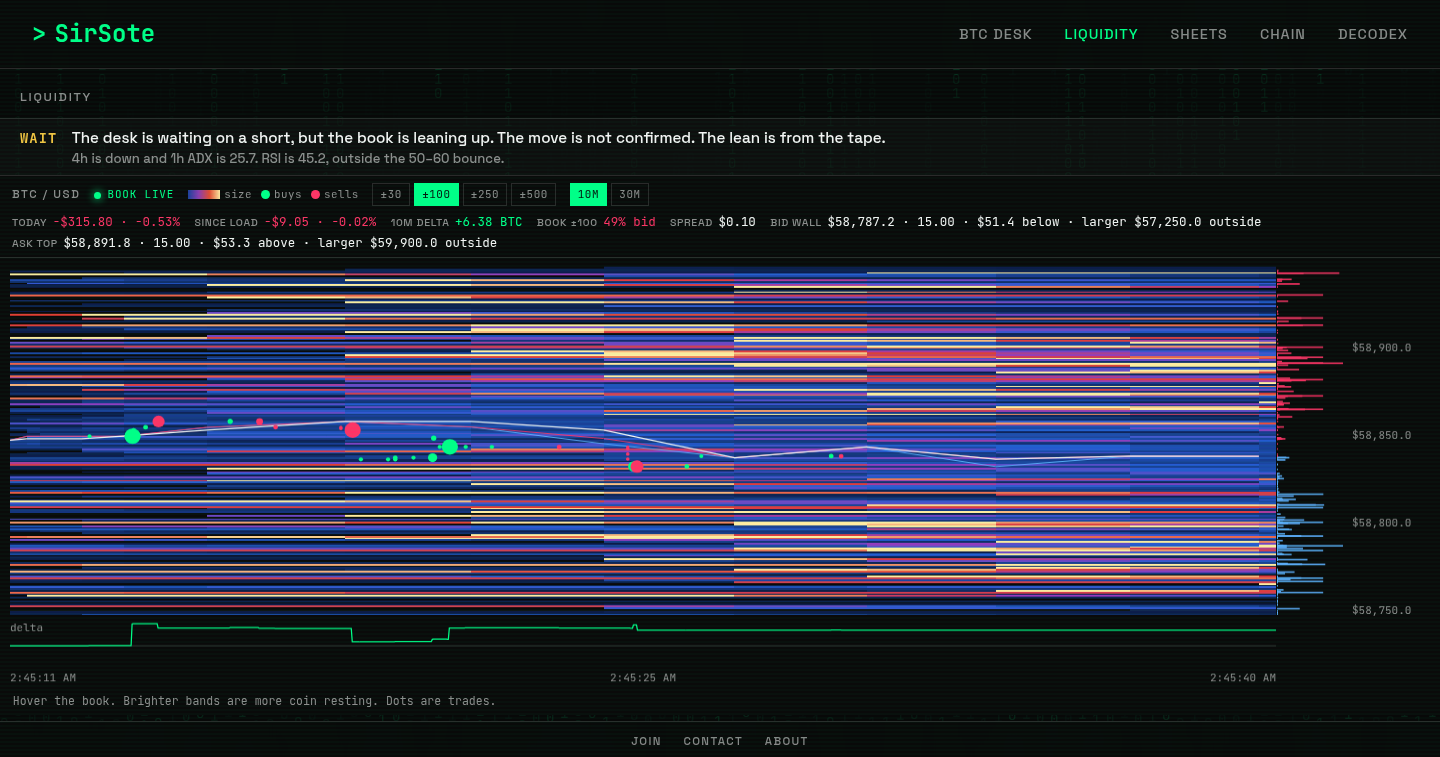 > SirSote
BTC DESK LIQUIDITY SHEETS CHAIN DECODEX
LIQUIDITY
WAIT The desk is waiting on a short, but the book is leaning up. The move is not confirmed. The lean is from the tape.
4h is down and 1h ADX is 25.7. RSI is 45.2, outside the 50–60 bounce.
BTC / USD BOOK LIVE size buys sells ±30 ±100 ±250 ±500 10M 30M
TODAY -$315.80 · -0.53% SINCE LOAD -$9.05 · -0.02% 10M DELTA +6.38 BTC BOOK ±100 49% bid SPREAD $0.10 BID WALL $58,787.2 · 15.00 · $51.4 below · larger $57,250.0 outside
ASK TOP $58,891.8 · 15.00 · $53.3 above · larger $59,900.0 outside
$58,900.0
$58,850.0
$58,800.0
$58,750.0
delta
2:45:11 AM 2:45:25 AM 2:45:40 AM
Hover the book. Brighter bands are more coin resting. Dots are trades.
JOIN CONTACT ABOUT